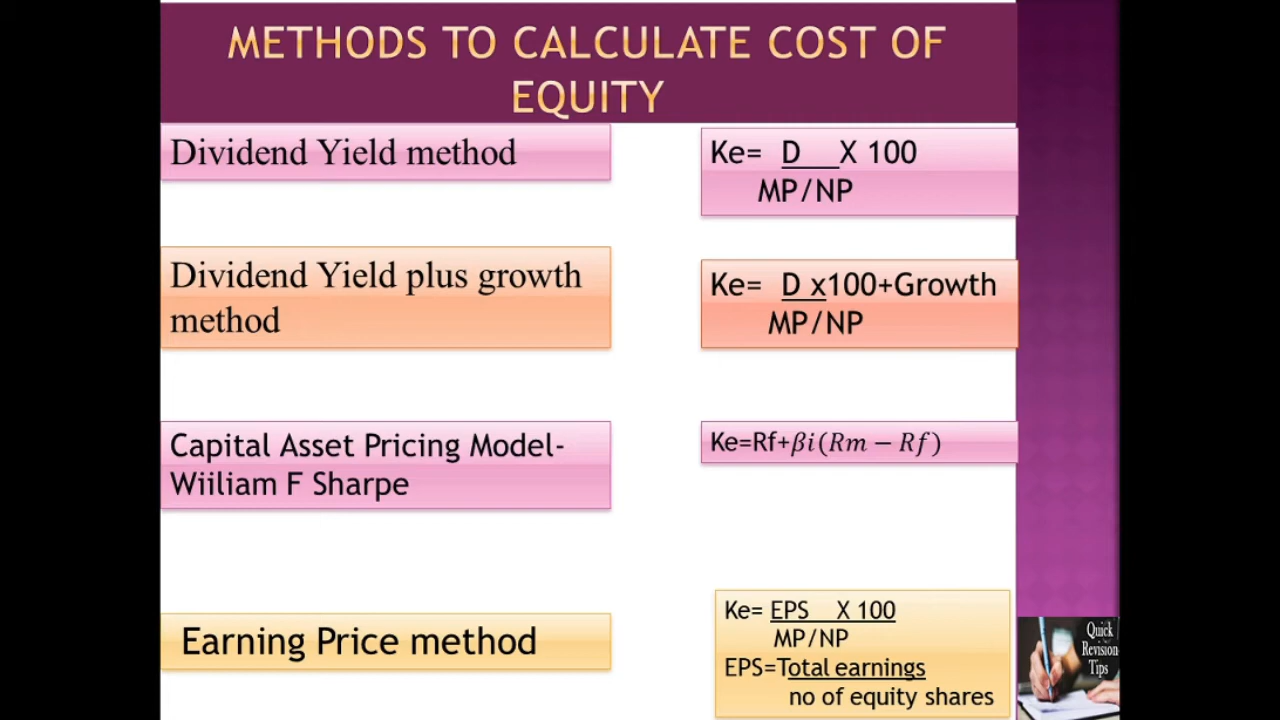 METHODS TO CALCULATE COST OF
EQUITY
Dividend Yield method
Ke= D X 100
MP/NP
Dividend Yield plus growth
method
Ke= D x100+Growth
MP/NP
Capital Asset Pricing Model-
Wiiliam F Sharpe
Ke=Rf+βi(Rm − Rf)
Earning Price method
Ke= EPS X 100
MP/NP
EPS=Total earnings
no of equity shares
Quick
Revision
Tips